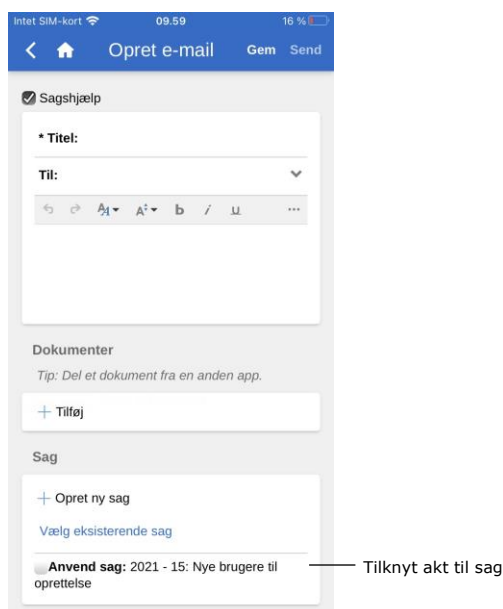 Intet SIM-kort 09.59 16 %
Opret e-mail Gem Send
Sagshjælp
* Titel:
Til:
A A b i u ...
Dokumenter
Tip: Del et dokument fra en anden app.
+ Tilføj
Sag
+ Opret ny sag
Vælg eksisterende sag
Anvend sag: 2021 - 15: Nye brugere til
oprettelse
Tilknyt akt til sag